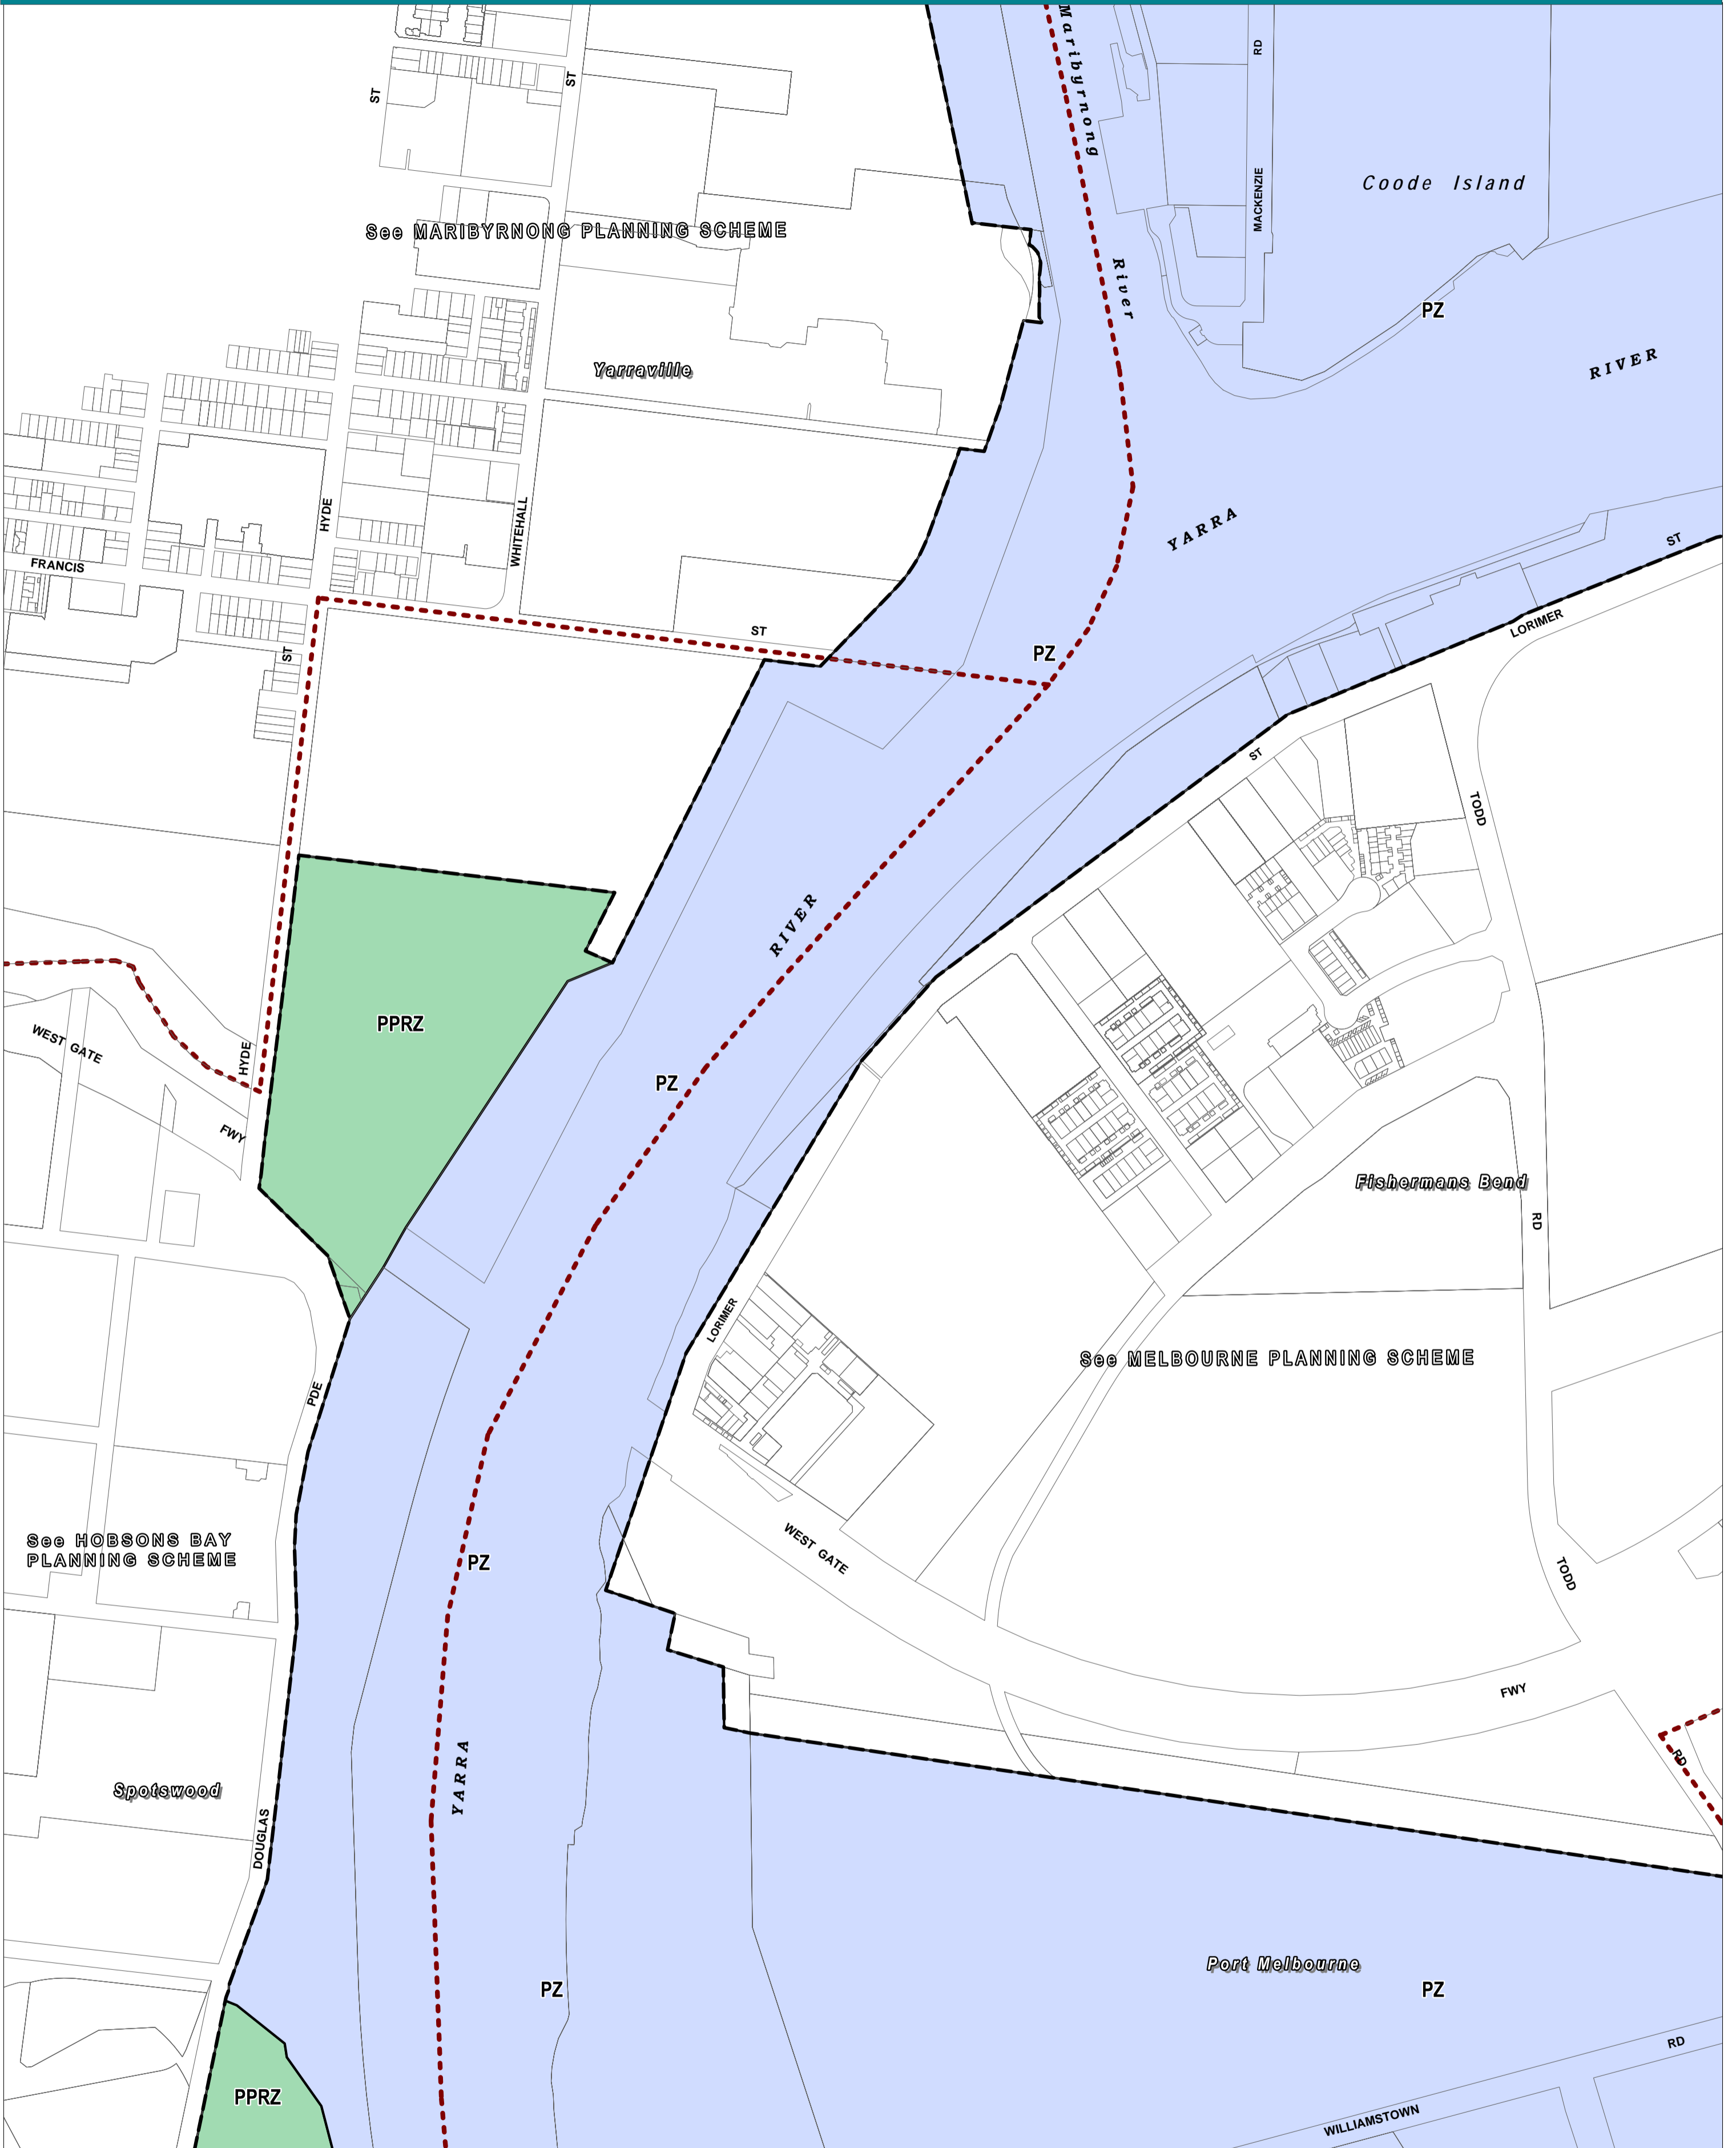 Maribyrnong
RD
ST
ST
MACKENZIE
Coode Island
See MARIBYRNONG PLANNING SCHEME
River
PZ
RIVER
Yarraville
HYDE
WHITEHALL
YARRA
ST
FRANCIS
LORIMER
ST
ST
PZ
ST
TODD
RIVER
PPRZ
WEST GATE
HYDE
PZ
FWY
Fishermans Bend
RD
LORIMER
See MELBOURNE PLANNING SCHEME
PDE
See HOBSONS BAY
PLANNING SCHEME
WEST GATE
PZ
TODD
FWY
RD
YARRA
Spotswood
DOUGLAS
Port Melbourne
PZ
PZ
RD
PPRZ
WILLIAMSTOWN